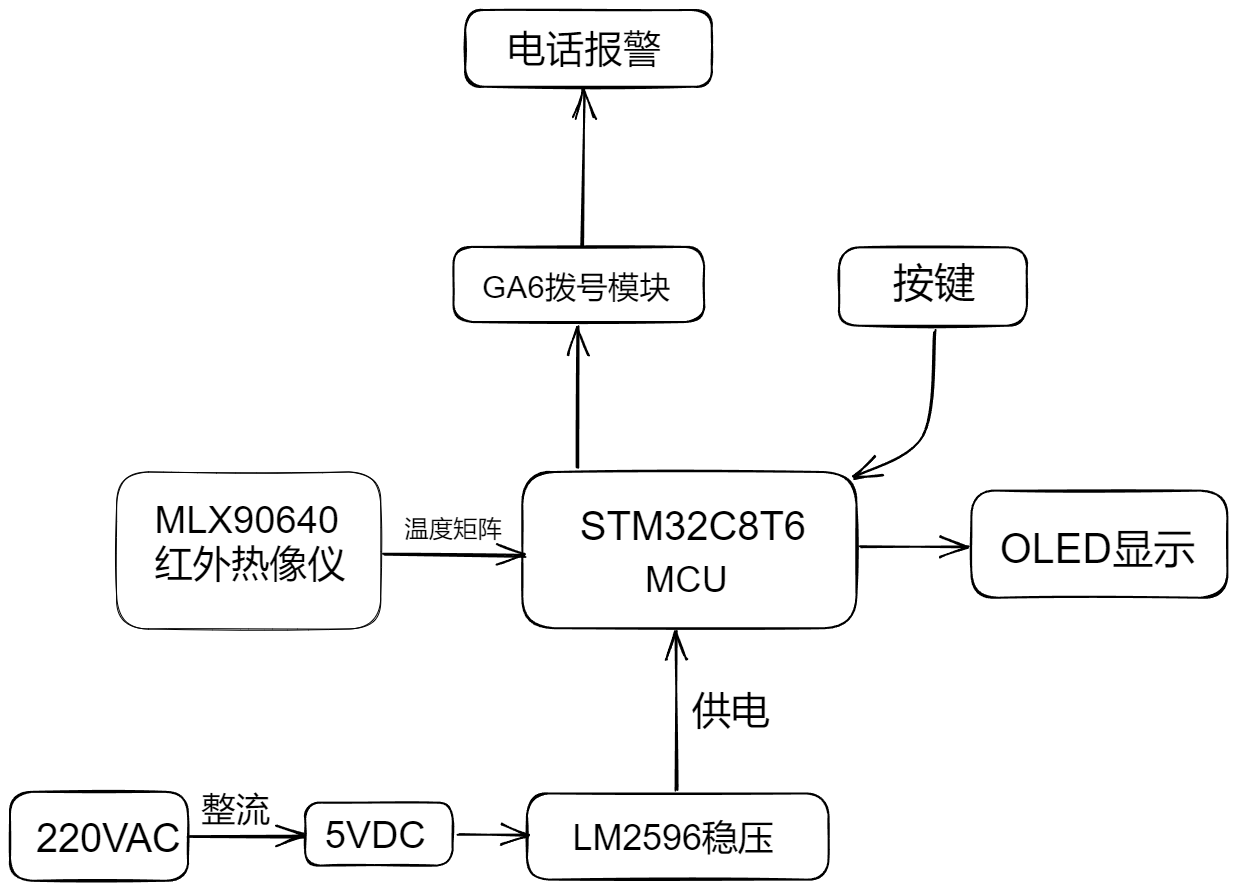 电话报警
GA6拨号模块
按键
MLX90640
红外热像仪
温度矩阵
STM32C8T6
MCU
OLED显示
供电
220VAC
整流
5VDC
LM2596稳压